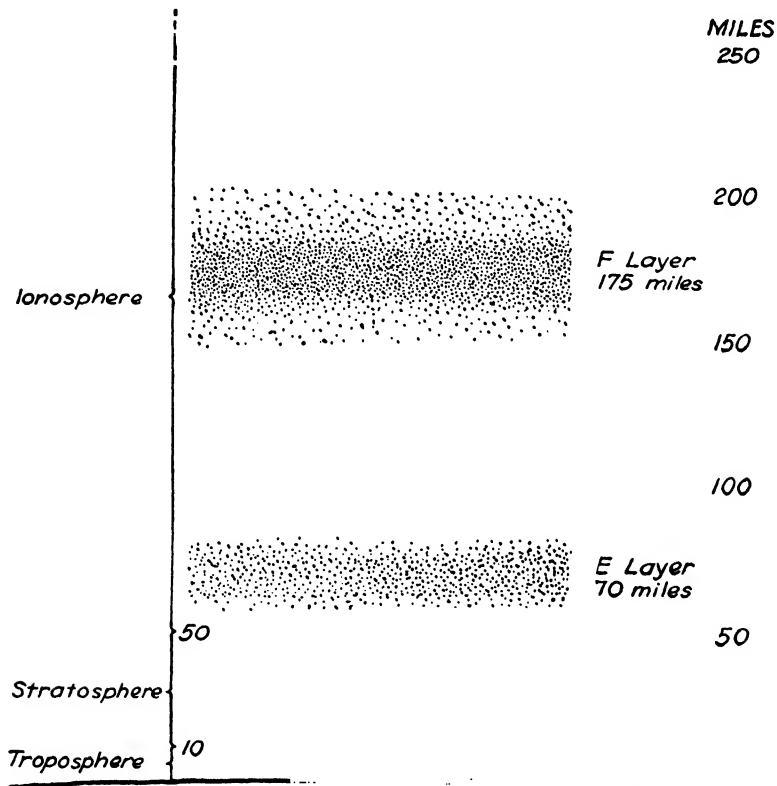 MILES
250
200
F Layer
175 miles
Ionosphere
150
100
E Layer
70 miles
50
50
Stratosphere
10
Troposphere